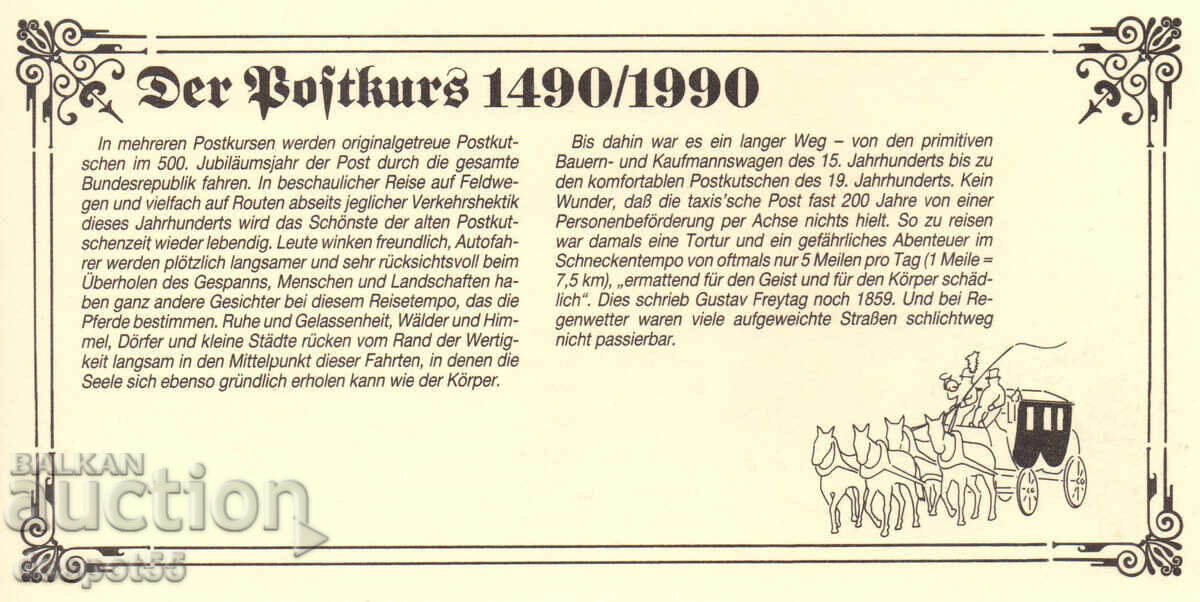 Der Postkurs 1490/1990
In mehreren Postkursen werden originalgetreue Postkut-
schen im 500. Jubiläumsjahr der Post durch die gesamte
Bundesrepublik fahren. In beschaulicher Reise auf Feldwe-
gen und vielfach auf Routen abseits jeglicher Verkehrshektik
dieses Jahrhunderts wird das Schönste der alten Postkut-
schenzeit wieder lebendig. Leute winken freundlich, Autofah-
rer werden plötzlich langsamer und sehr rücksichtsvoll beim
Überholen des Gespanns, Menschen und Landschaften ha-
ben ganz andere Gesichter bei diesem Reisetempo, das die
Pferde bestimmen. Ruhe und Gelassenheit, Wälder und Him-
mel, Dörfer und kleine Städte rücken vom Rand der Wertig-
keit langsam in den Mittelpunkt dieser Fahrten, in denen die
Seele sich ebenso gründlich erholen kann wie der Körper.
Bis dahin war es ein langer Weg – von den primitiven
Bauern- und Kaufmannswagen des 15. Jahrhunderts bis zu
den komfortablen Postkutschen des 19. Jahrhunderts. Kein
Wunder, daß die taxis'sche Post fast 200 Jahre von einer
Personenbeförderung per Achse nichts hielt. So zu reisen
war damals eine Tortur und ein gefährliches Abenteuer im
Schneckentempo von oftmals nur 5 Meilen pro Tag (1 Meile =
7,5 km), „ermattend für den Geist und für den Körper schäd-
lich“. Dies schrieb Gustav Freytag noch 1859. Und bei Re-
genwetter waren viele aufgeweichte Straßen schlichtweg
nicht passierbar.
BALKAN
auction